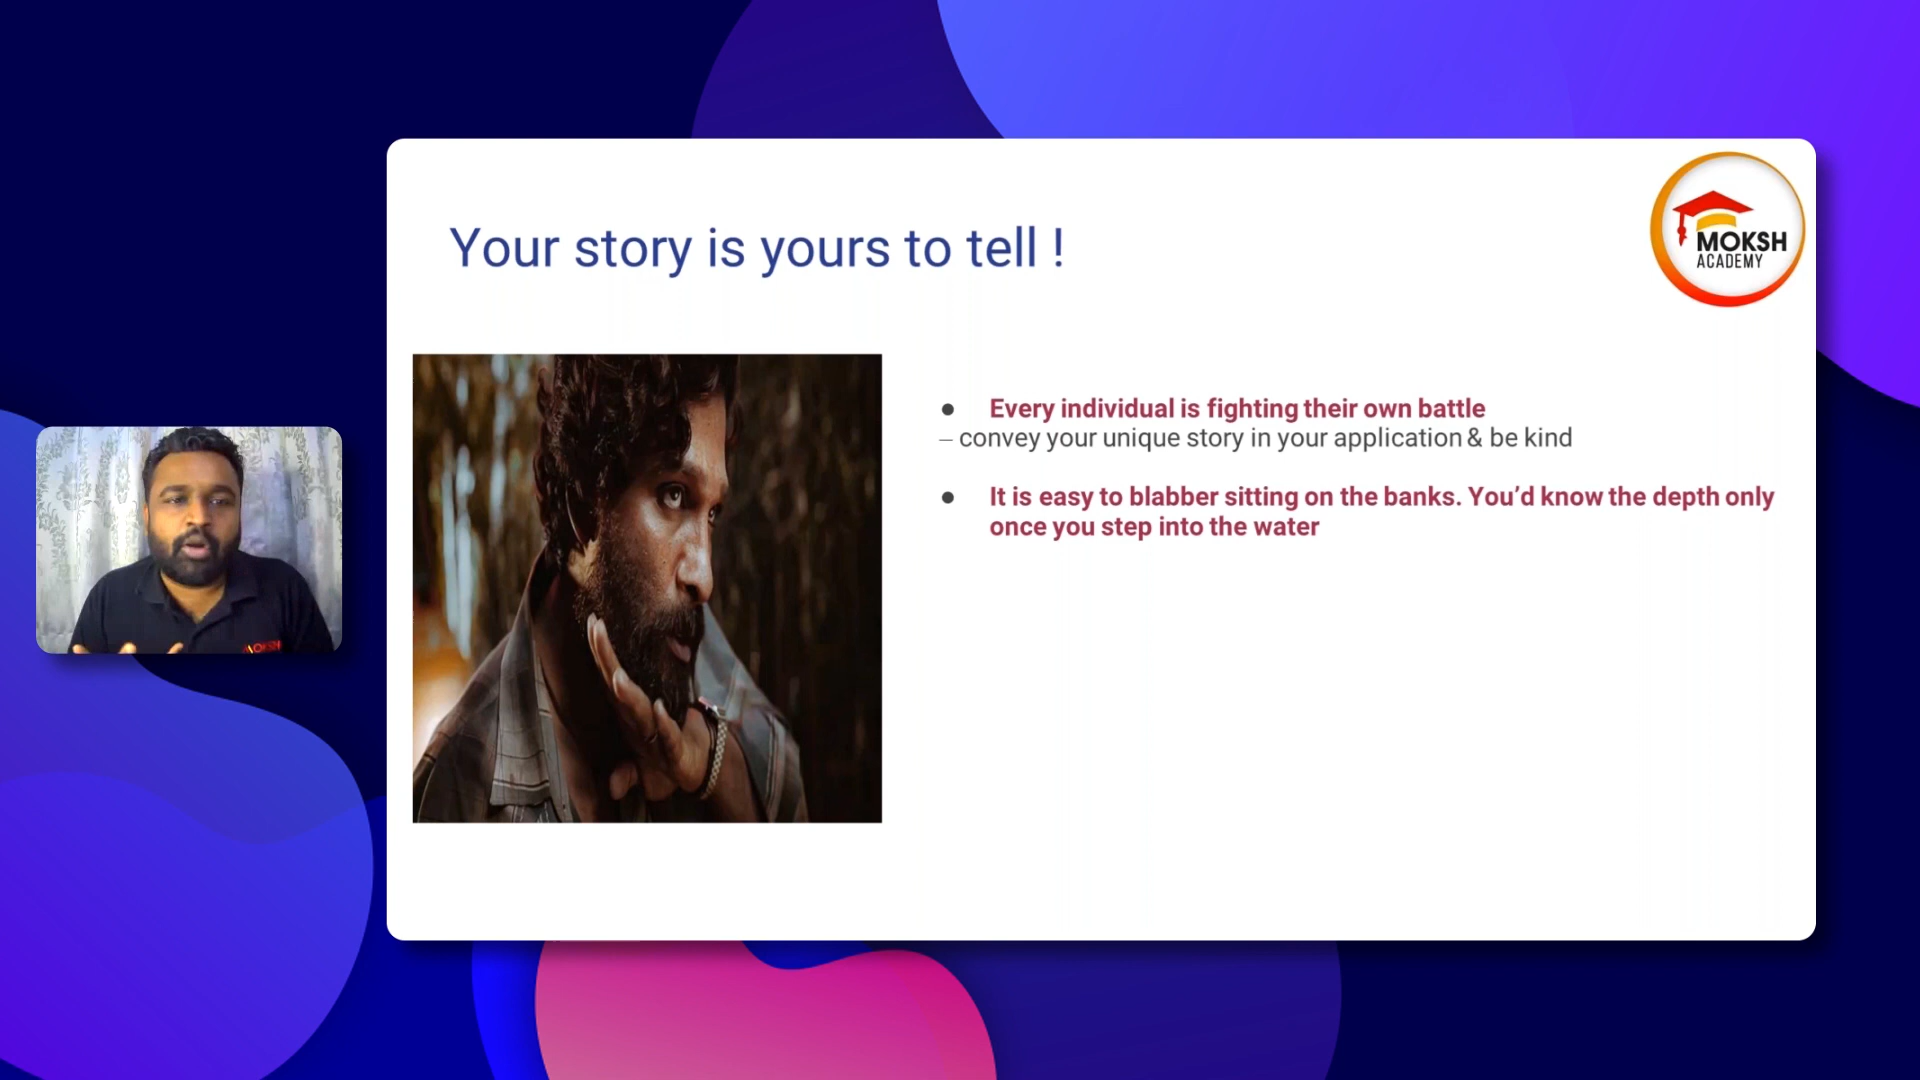 Your story is yours to tell !
MOKSH
ACADEMY
● Every individual is fighting their own battle
– convey your unique story in your application & be kind
● It is easy to blabber sitting on the banks. You’d know the depth only
once you step into the water
MOKSH